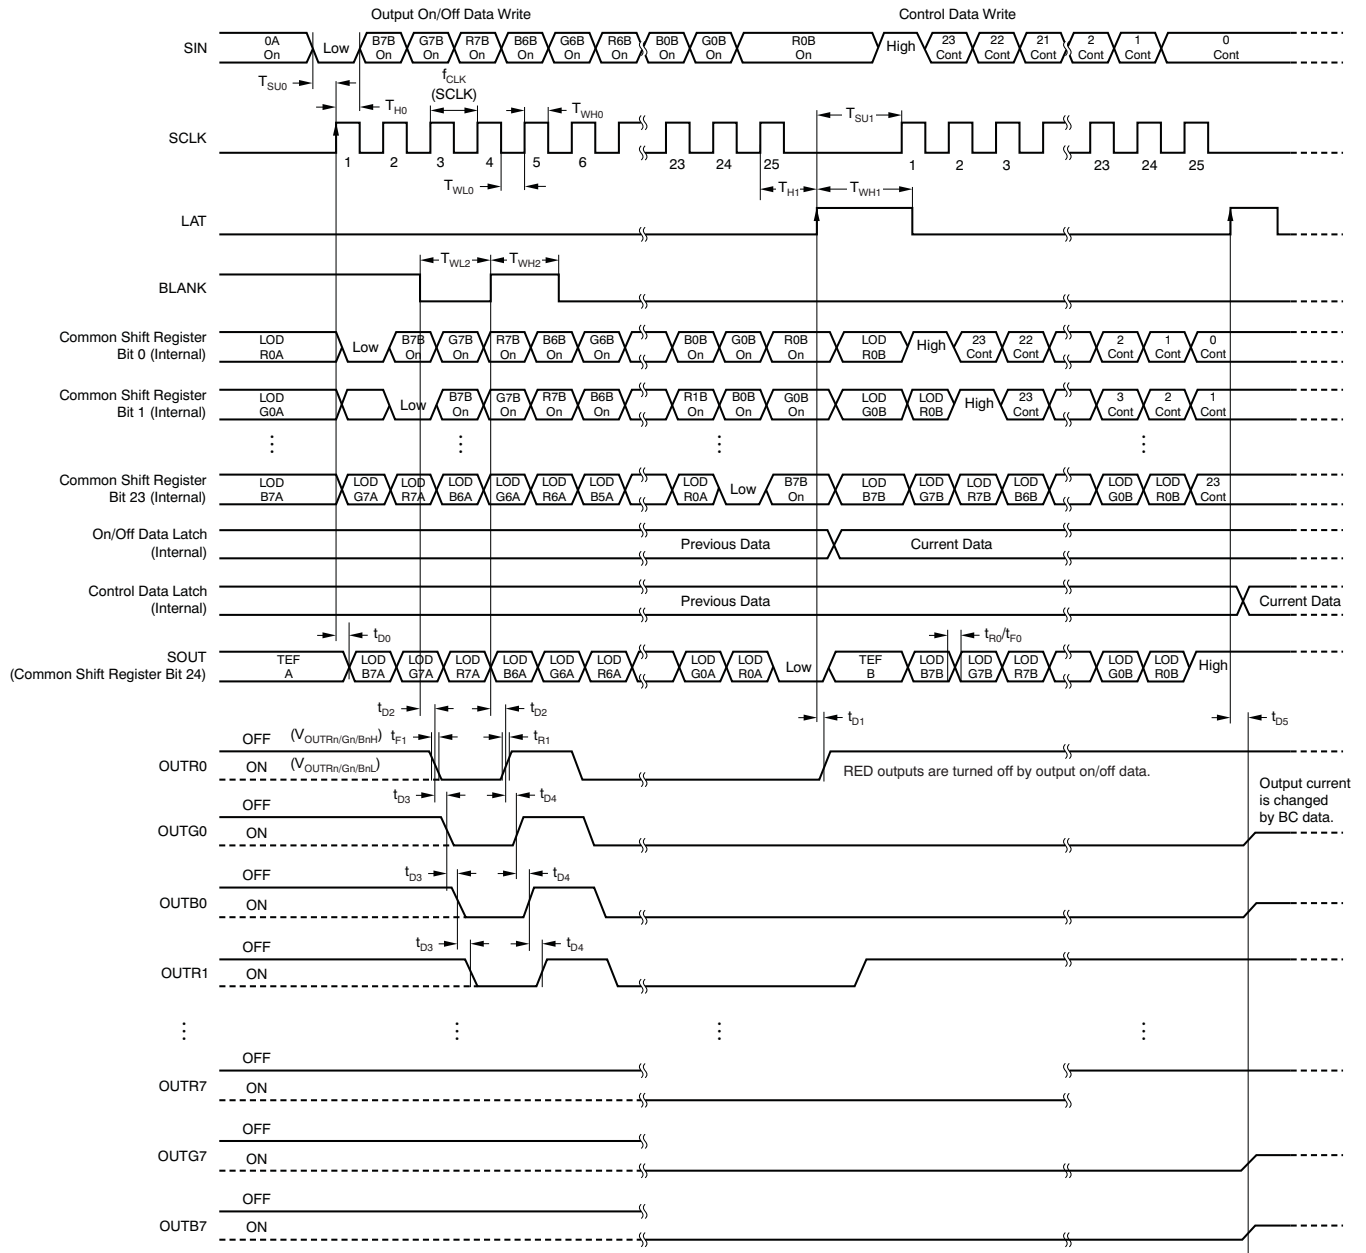 Output On/Off Data Write
Control Data Write
SIN
0A On
Low
B7B On
G7B On
R7B On
B6B On
G6B On
R6B On
B0B On
G0B On
R0B On
High
23 Cont
22 Cont
21 Cont
2 Cont
1 Cont
0 Cont
TSU0
TH0
fCLK (SCLK)
TWH0
TSU1
SCLK
1 2 3 4 5 6 23 24 25 1 2 3 23 24 25
TWL0
TH1
TWH1
LAT
TWL2
TWH2
BLANK
Common Shift Register
Bit 0 (Internal)
LOD R0A
Low
B7B On
G7B On
R7B On
B6B On
G6B On
B0B On
G0B On
R0B On
LOD R0B
High
23 Cont
22 Cont
2 Cont
1 Cont
0 Cont
Common Shift Register
Bit 1 (Internal)
LOD G0A
Low
B7B On
G7B On
R7B On
B6B On
R1B On
B0B On
G0B On
LOD G0B
LOD R0B
High
23 Cont
3 Cont
2 Cont
1 Cont
Common Shift Register
Bit 23 (Internal)
LOD B7A
LOD G7A
LOD R7A
LOD B6A
LOD G6A
LOD R6A
LOD B5A
LOD R0A
Low
B7B On
LOD B7B
LOD G7B
LOD R7B
LOD B6B
LOD G0B
LOD R0B
23 Cont
On/Off Data Latch
(Internal)
Previous Data
Current Data
Control Data Latch
(Internal)
Previous Data
Current Data
tD0
tR0/tF0
SOUT
(Common Shift Register Bit 24)
TEF A
LOD B7A
LOD G7A
LOD R7A
LOD B6A
LOD G6A
LOD R6A
LOD G0A
LOD R0A
Low
TEF B
LOD B7B
LOD G7B
LOD R7B
LOD G0B
LOD R0B
High
tD2
tD2
tD1
tD5
OFF
(VOUTRn/Gn/BnH)
tF1
tR1
OUTR0
ON
(VOUTRn/Gn/BnL)
RED outputs are turned off by output on/off data.
Output current
is changed
by BC data.
tD3
tD4
OFF
OUTG0
ON
tD3
tD4
OFF
OUTB0
ON
tD3
tD4
OFF
OUTR1
ON
OFF
OUTR7
ON
OFF
OUTG7
ON
OFF
OUTB7
ON